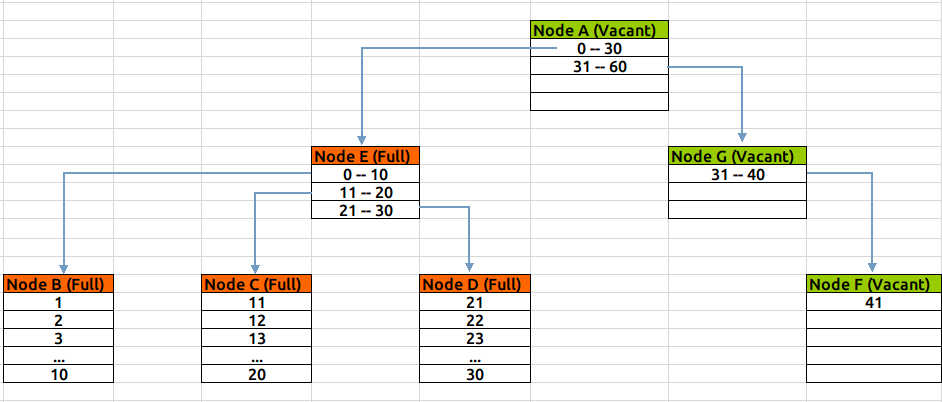 Node A (Vacant)
0 -- 30
31 -- 60
Node E (Full)
0 -- 10
11 -- 20
21 -- 30
Node G (Vacant)
31 -- 40
Node B (Full)
1
2
3
...
10
Node C (Full)
11
12
13
...
20
Node D (Full)
21
22
23
...
30
Node F (Vacant)
41